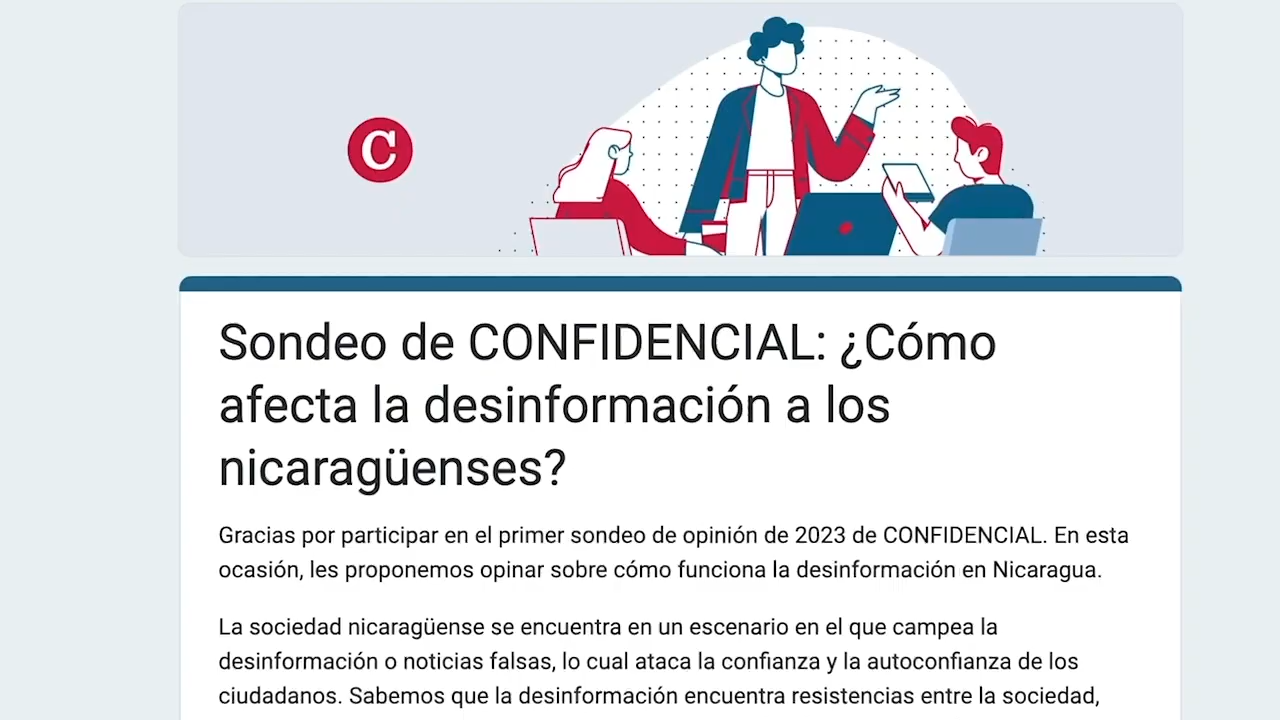 C
Sondeo de CONFIDENCIAL: ¿Cómo
afecta la desinformación a los
nicaragüenses?
Gracias por participar en el primer sondeo de opinión de 2023 de CONFIDENCIAL. En esta
ocasión, les proponemos opinar sobre cómo funciona la desinformación en Nicaragua.
La sociedad nicaragüense se encuentra en un escenario en el que campea la
desinformación o noticias falsas, lo cual ataca la confianza y la autoconfianza de los
ciudadanos. Sabemos que la desinformación encuentra resistencias entre la sociedad,